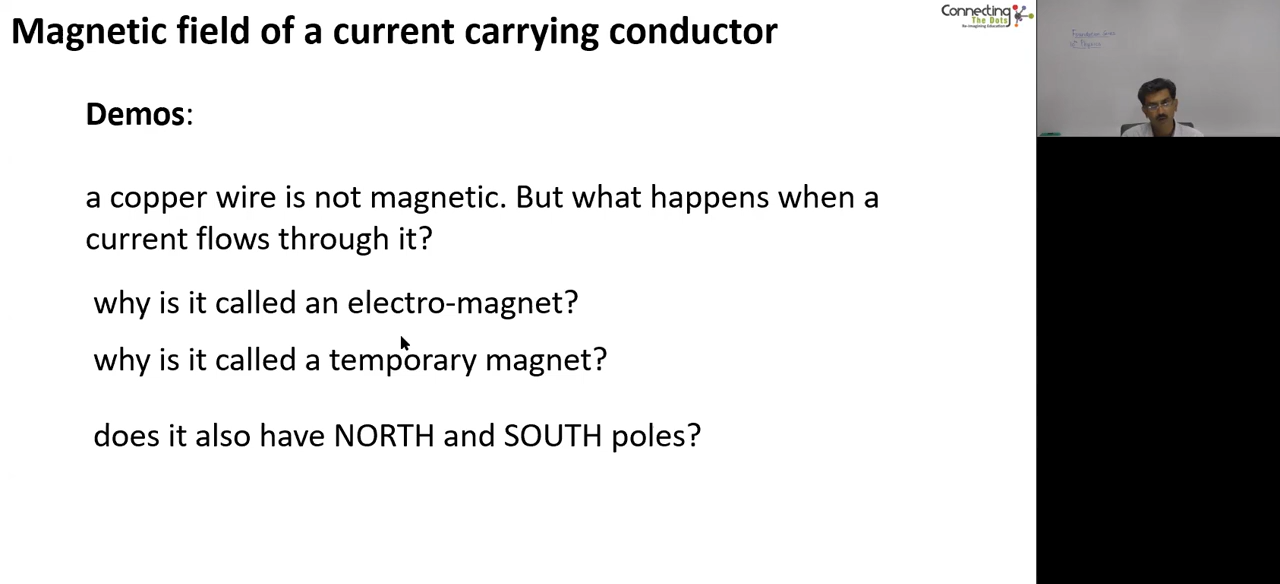 Magnetic field of a current carrying conductor
Connecting
The Dots
Demos:
a copper wire is not magnetic. But what happens when a
current flows through it?
why is it called an electro-magnet?
why is it called a temporary magnet?
does it also have NORTH and SOUTH poles?